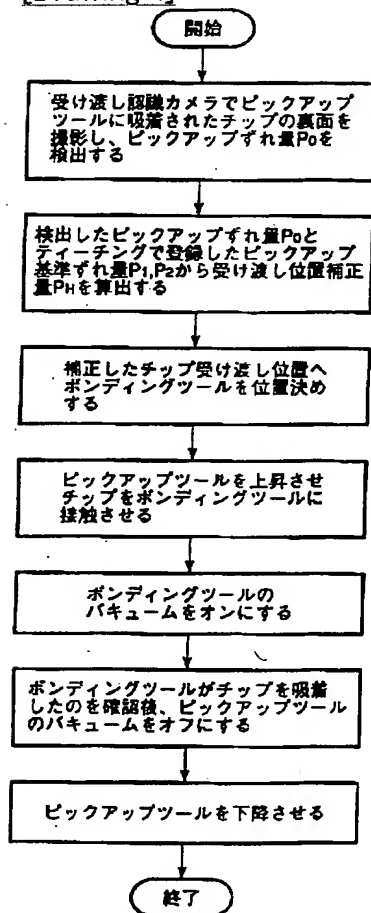 開始
受け渡し認識カメラでピックアップ
ツールに吸着されたチップの裏面を
撮影し、ピックアップずれ量P0を
検出する
検出したピックアップずれ量P0と
ティーチングで登録したピックアップ
基準ずれ量P1,P2から受け渡し位置補正
量PHを算出する
補正したチップ受け渡し位置へ
ボンディングツールを位置決め
する
ピックアップツールを上昇させ
チップをボンディングツールに
接触させる
ボンディングツールの
バキュームをオンにする
ボンディングツールがチップを吸着
したのを確認後、ピックアップツール
のバキュームをオフにする
ピックアップツールを下降させる
終了